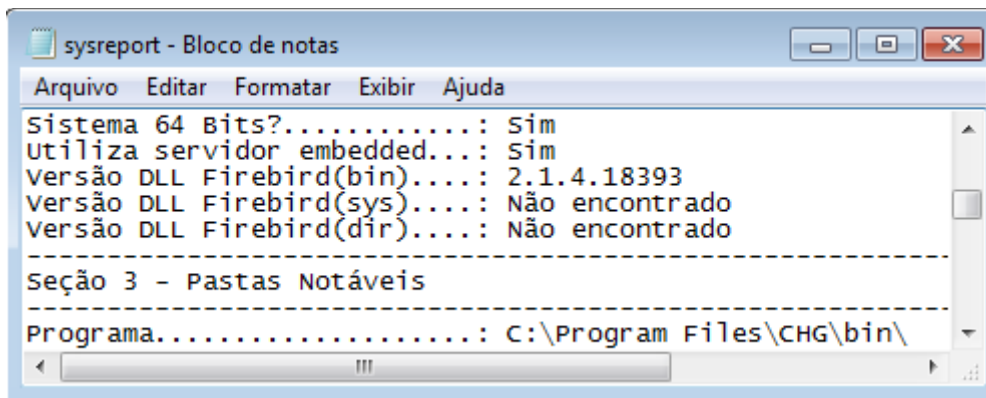 sysreport - Bloco de notas
Arquivo Editar Formatar Exibir Ajuda
Sistema 64 Bits?............: Sim
Utiliza servidor embedded...: Sim
Versão DLL Firebird(bin)....: 2.1.4.18393
Versão DLL Firebird(sys)....: Não encontrado
Versão DLL Firebird(dir)....: Não encontrado
------------------------------------------------------------
Seção 3 - Pastas Notáveis
------------------------------------------------------------
Programa....................: C:\Program Files\CHG\bin\